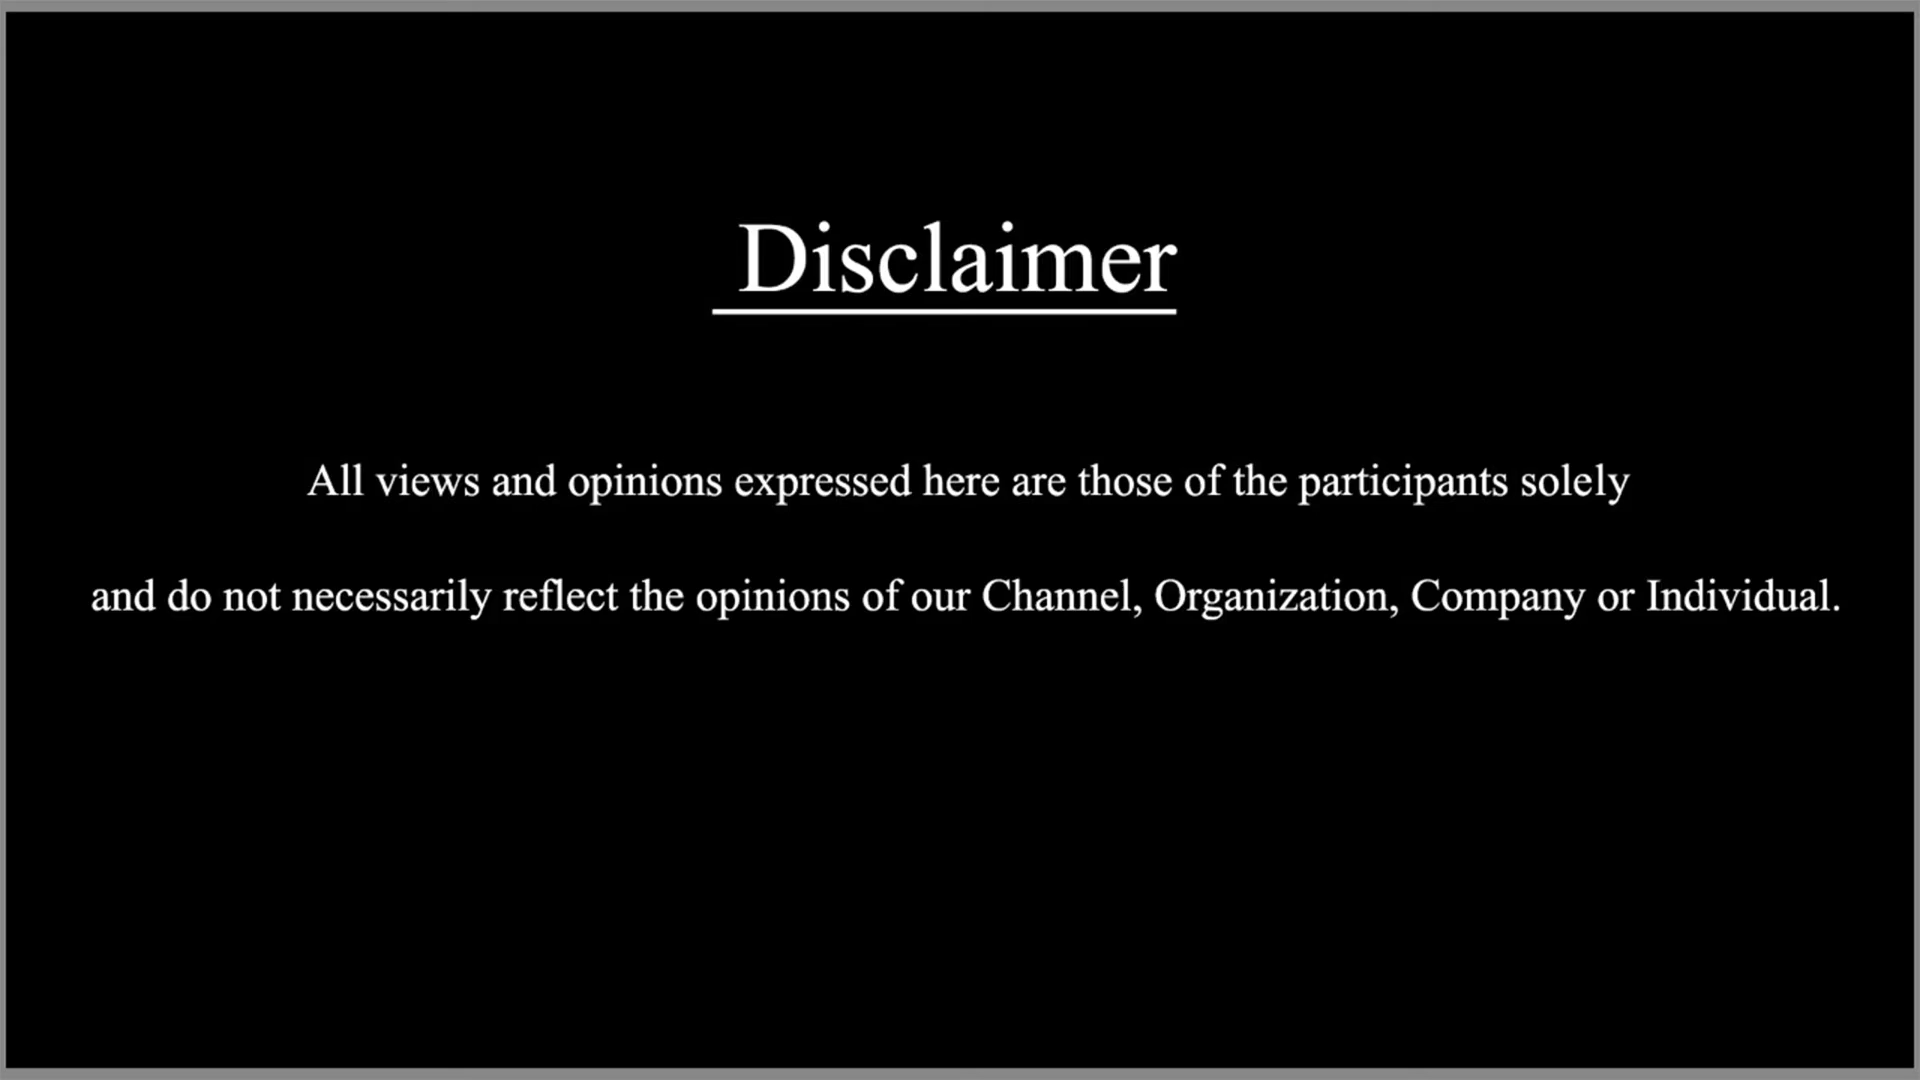 Disclaimer
All views and opinions expressed here are those of the participants solely
and do not necessarily reflect the opinions of our Channel, Organization, Company or Individual.